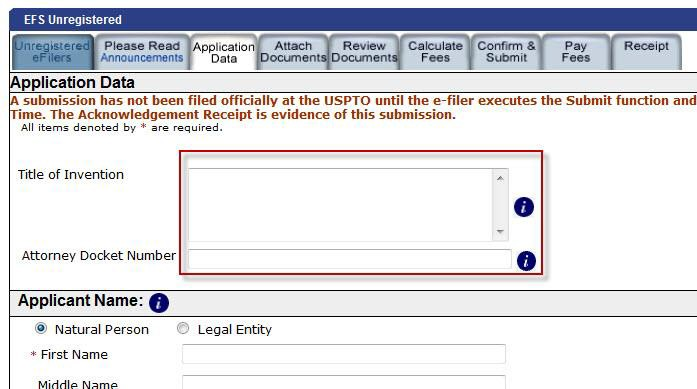 EFS Unregistered
Unregistered eFilers
Please Read Announcements
Application Data
Attach Documents
Review Documents
Calculate Fees
Confirm & Submit
Pay Fees
Receipt
Application Data
A submission has not been filed officially at the USPTO until the e-filer executes the Submit function and
Time. The Acknowledgement Receipt is evidence of this submission.
All items denoted by * are required.
Title of Invention
i
Attorney Docket Number
i
Applicant Name: i
Natural Person Legal Entity
* First Name
Middle Name